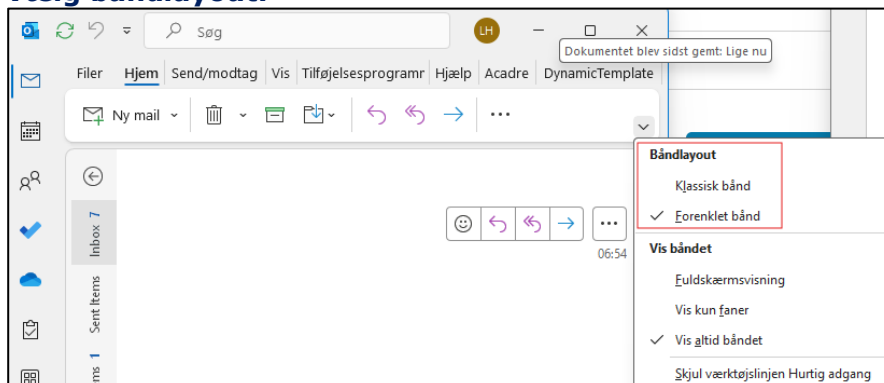 Vælg båndlayout.
Søg
LH
Dokumentet blev sidst gemt: Lige nu
Filer Hjem Send/modtag Vis Tilføjelsesprogramr Hjælp Acadre DynamicTemplate
Ny mail
Båndlayout
Klassisk bånd
Forenklet bånd
Vis båndet
Fuldskærmsvisning
Vis kun faner
Vis altid båndet
Skjul værktøjslinjen Hurtig adgang
Inbox 7
06:54
Sent Items
ms 1